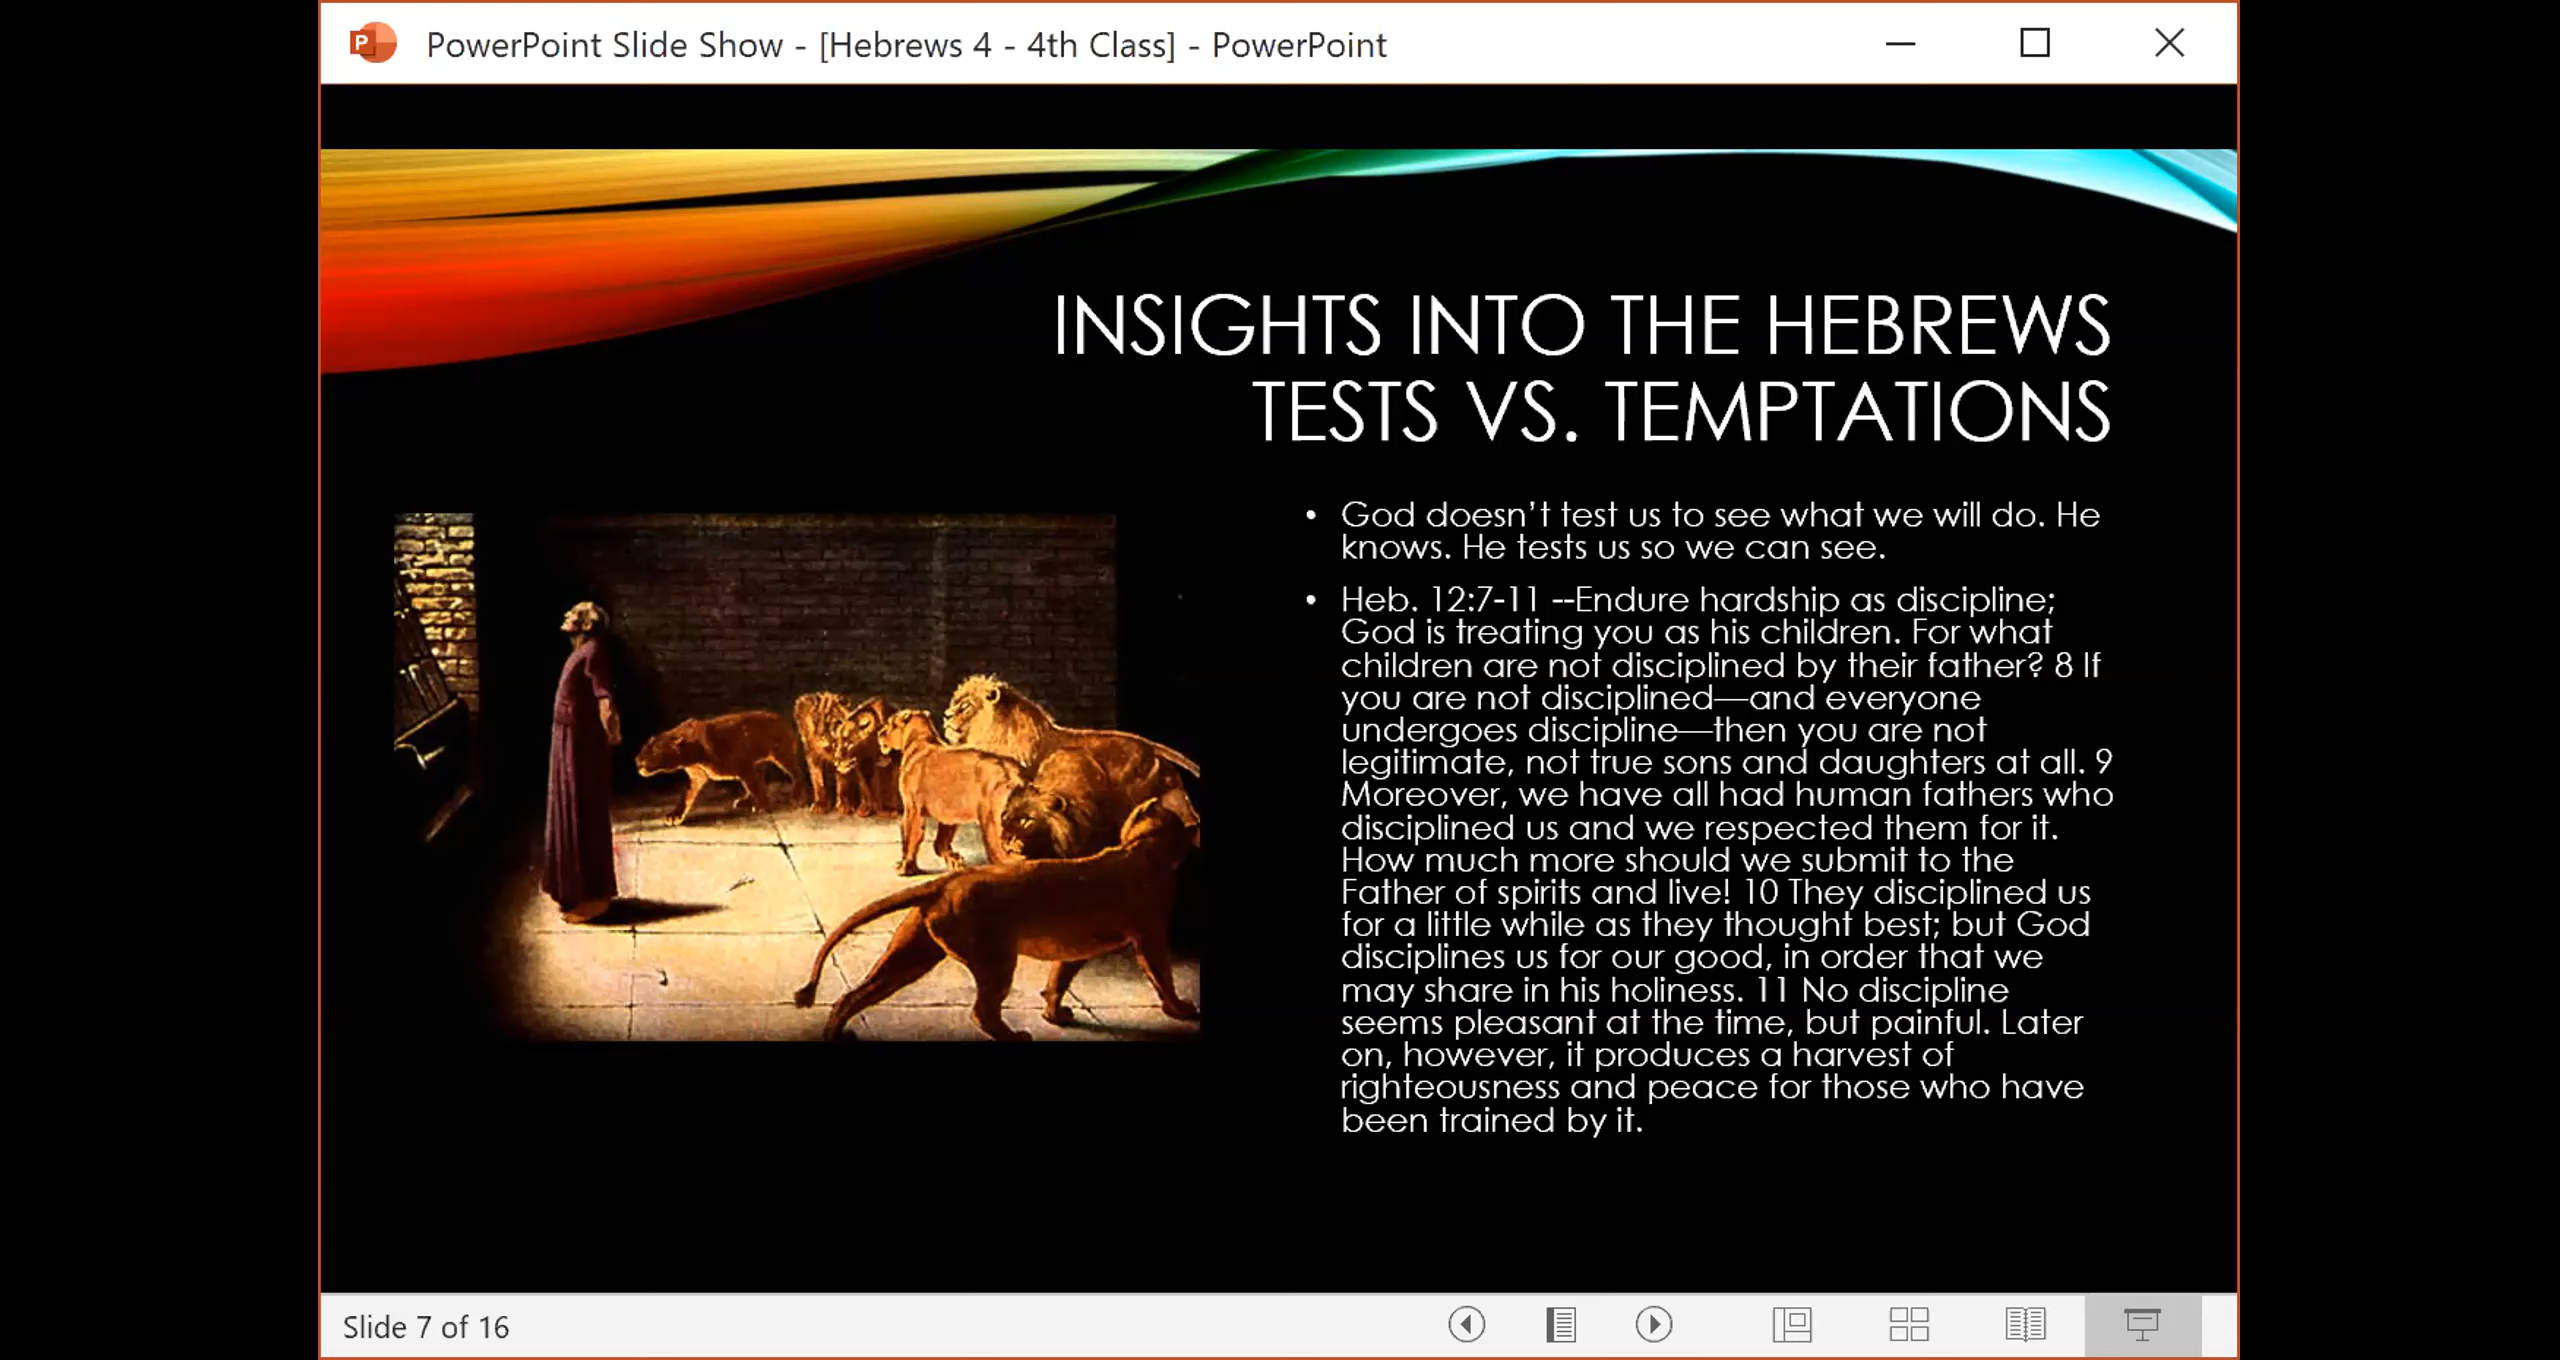 PowerPoint Slide Show - [Hebrews 4 - 4th Class] - PowerPoint
INSIGHTS INTO THE HEBREWS
TESTS VS. TEMPTATIONS
• God doesn’t test us to see what we will do. He
knows. He tests us so we can see.
• Heb. 12:7-11 --Endure hardship as discipline;
God is treating you as his children. For what
children are not disciplined by their father? 8 If
you are not disciplined—and everyone
undergoes discipline—then you are not
legitimate, not true sons and daughters at all. 9
Moreover, we have all had human fathers who
disciplined us and we respected them for it.
How much more should we submit to the
Father of spirits and live! 10 They disciplined us
for a little while as they thought best; but God
disciplines us for our good, in order that we
may share in his holiness. 11 No discipline
seems pleasant at the time, but painful. Later
on, however, it produces a harvest of
righteousness and peace for those who have
been trained by it.
Slide 7 of 16